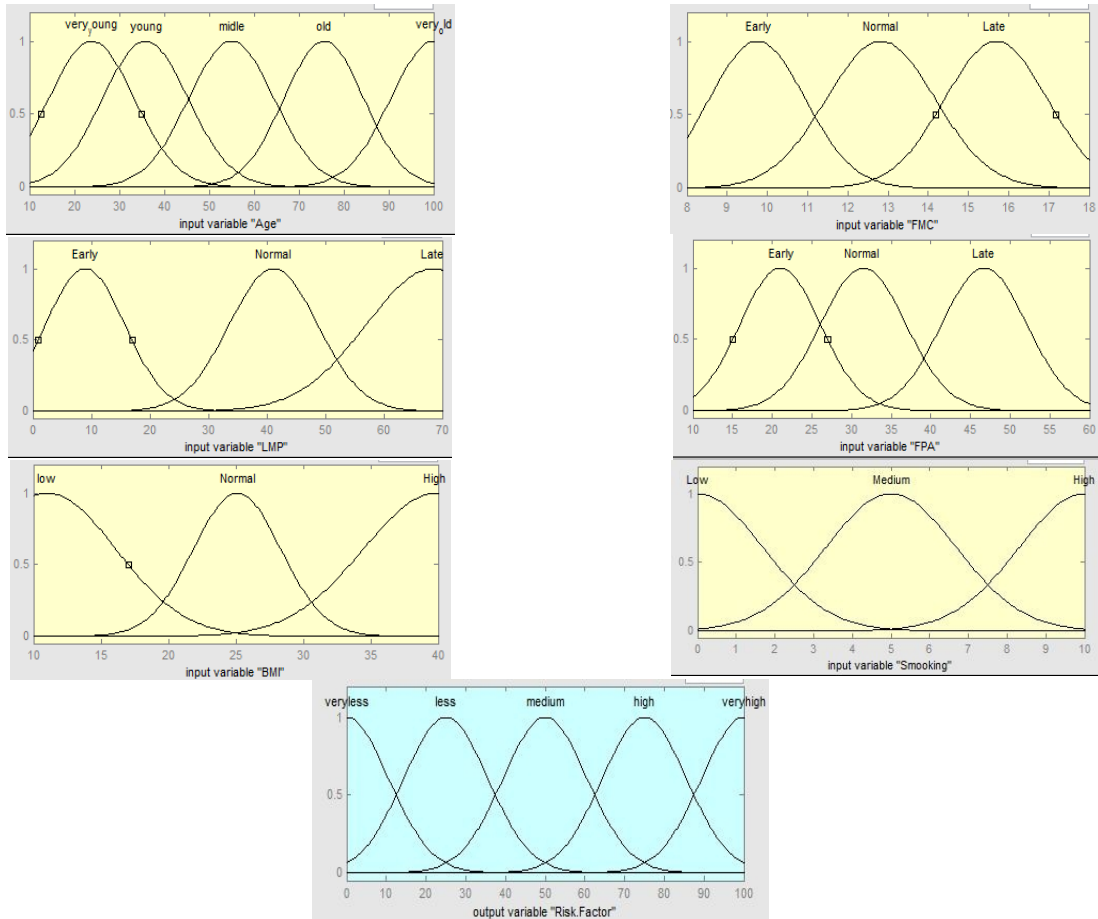 very_young young midle old very_old
1
0.5
0
10 20 30 40 50 60 70 80 90 100
input variable "Age"
Early Normal Late
1
0.5
0
8 9 10 11 12 13 14 15 16 17 18
input variable "FMC"
Early Normal Late
1
0.5
0
0 10 20 30 40 50 60 70
input variable "LMP"
Early Normal Late
1
0.5
0
10 15 20 25 30 35 40 45 50 55 60
input variable "FPA"
low Normal High
1
0.5
0
10 15 20 25 30 35 40
input variable "BMI"
Low Medium High
1
0.5
0
0 1 2 3 4 5 6 7 8 9 10
input variable "Smooking"
veryless less medium high veryhigh
1
0.5
0
0 10 20 30 40 50 60 70 80 90 100
output variable "Risk.Factor"